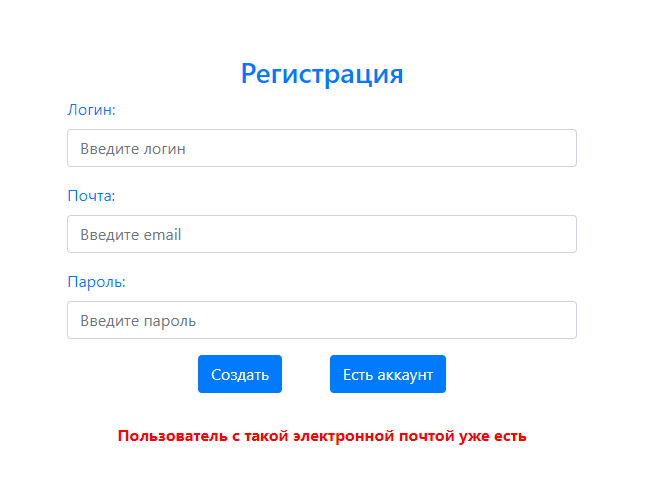 Регистрация
Логин:
Введите логин
Почта:
Введите email
Пароль:
Введите пароль
Создать
Есть аккаунт
Пользователь с такой электронной почтой уже есть